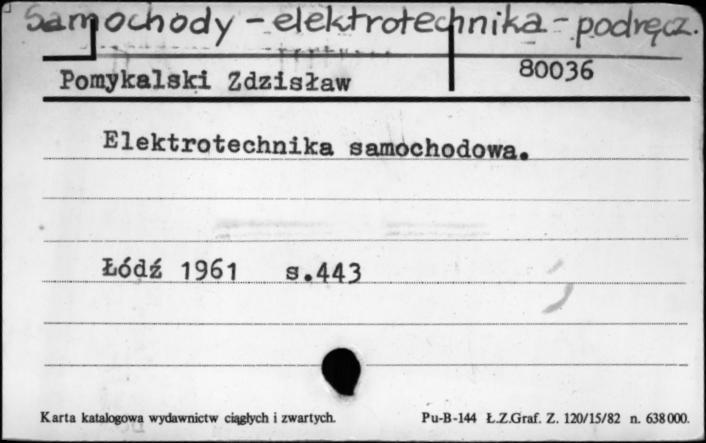 Samochody - elektrotechnika - podręcz.
Pomykalski Zdzisław 80036
Elektrotechnika samochodowa.
Łódź 1961 s.443
Karta katalogowa wydawnictw ciągłych i zwartych. Pu-B-144 Ł.Z.Graf. Z. 120/15/82 n. 638000.